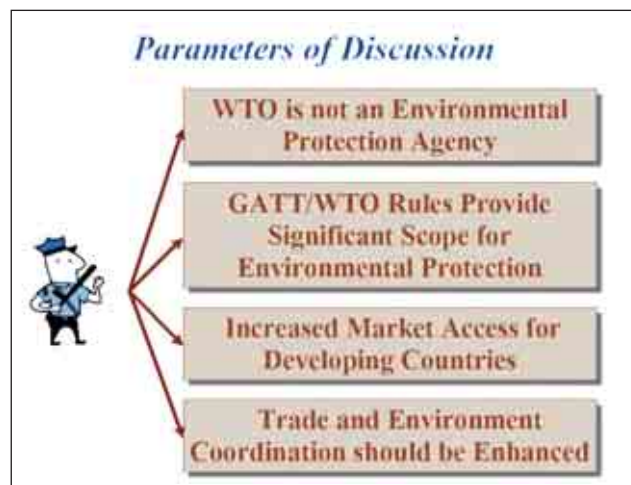 Parameters of Discussion
WTO is not an Environmental
Protection Agency
GATT/WTO Rules Provide
Significant Scope for
Environmental Protection
Increased Market Access for
Developing Countries
Trade and Environment
Coordination should be Enhanced